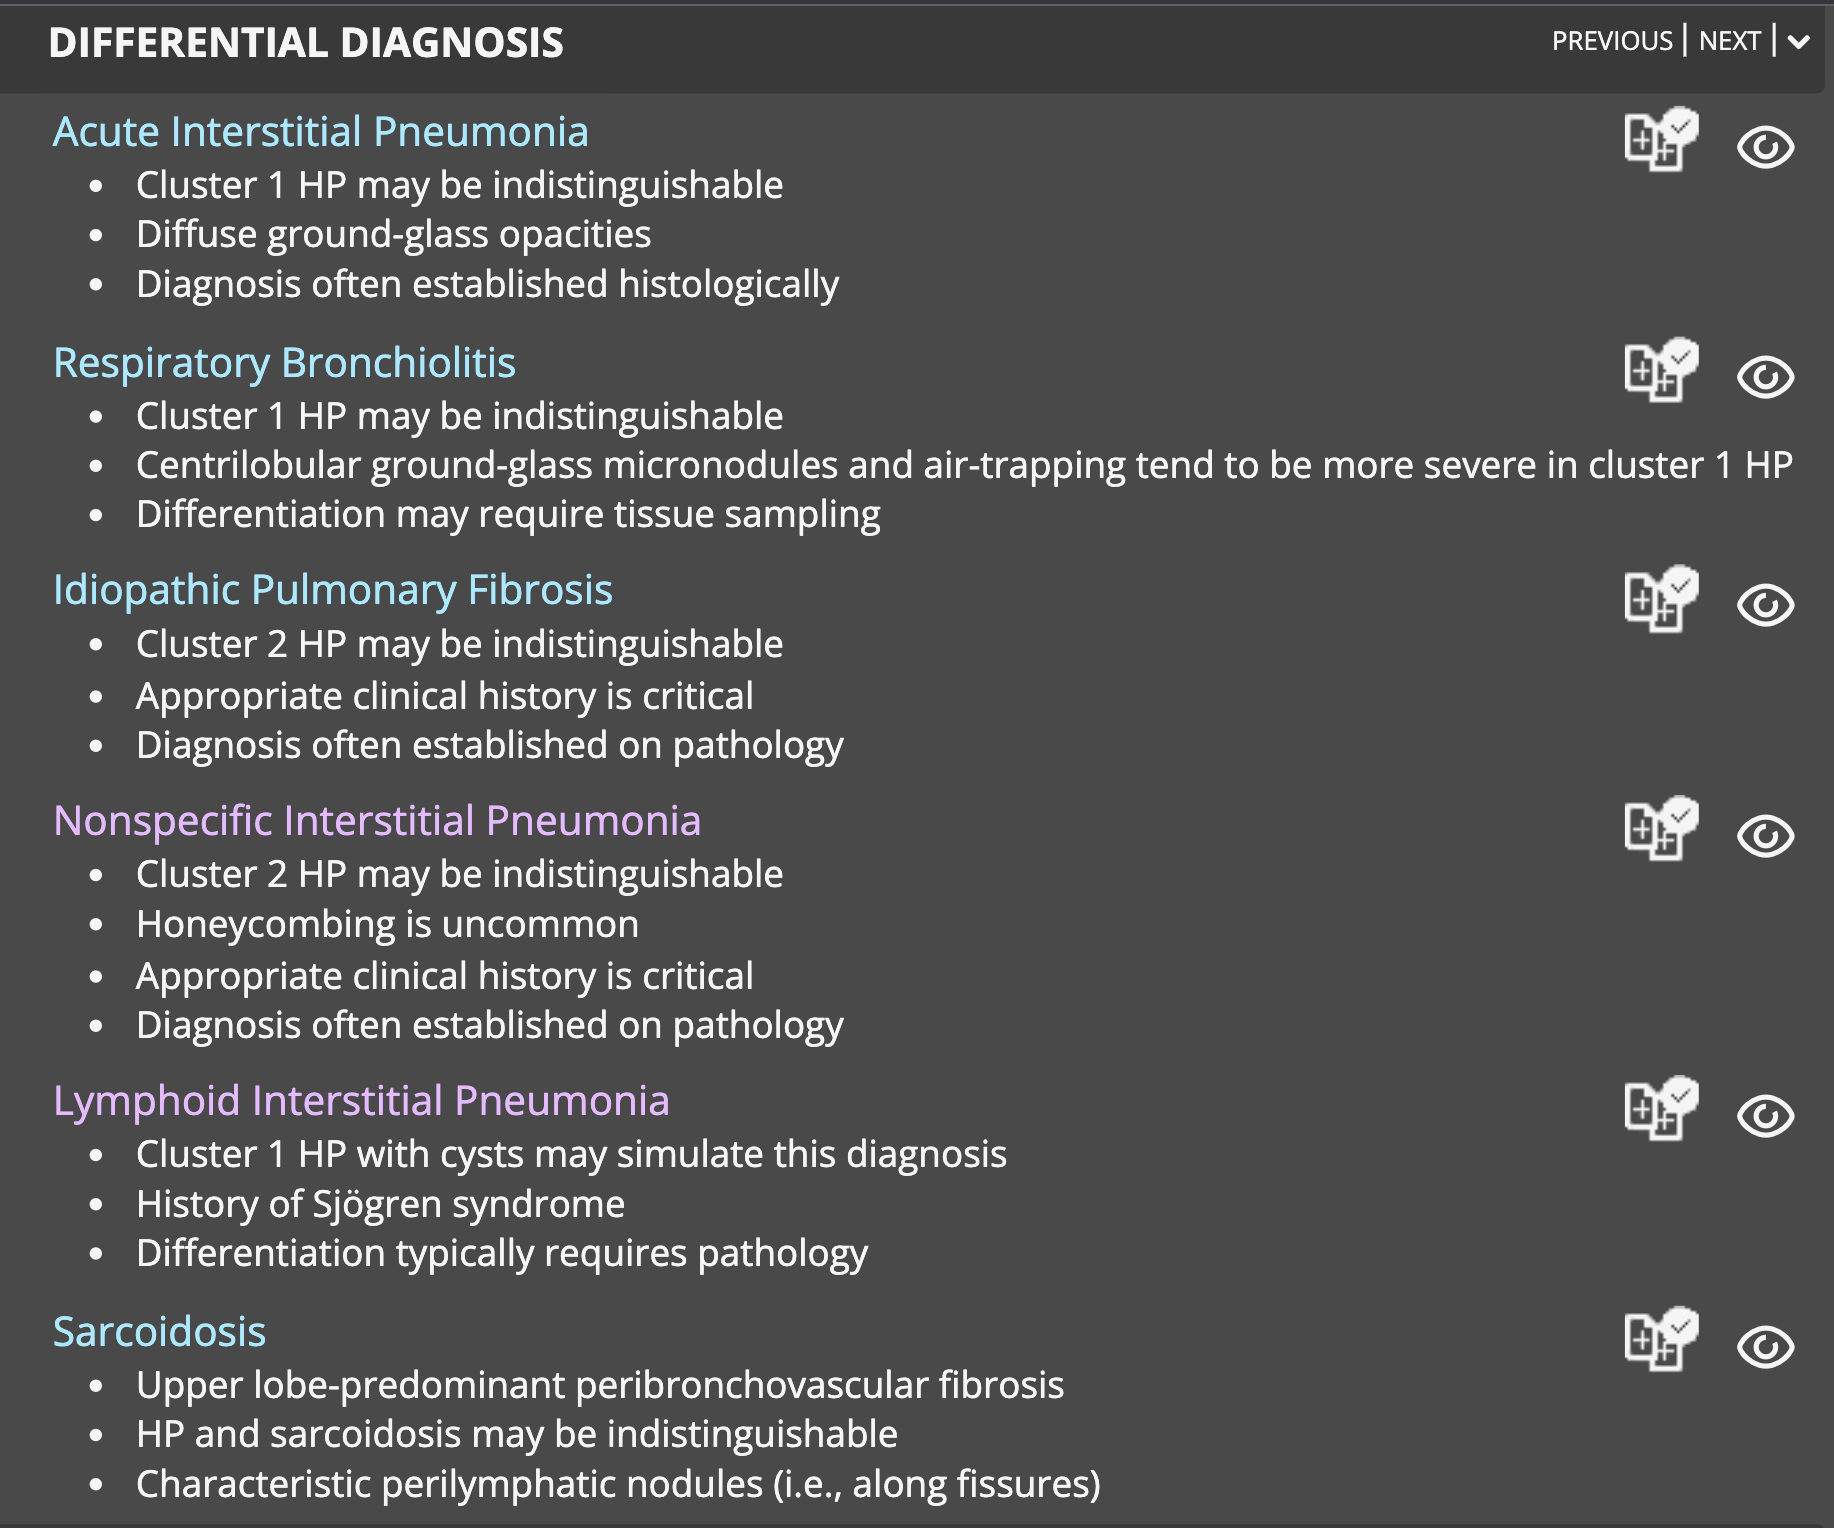 DIFFERENTIAL DIAGNOSIS
PREVIOUS | NEXT |
Acute Interstitial Pneumonia
• Cluster 1 HP may be indistinguishable
• Diffuse ground-glass opacities
• Diagnosis often established histologically
Respiratory Bronchiolitis
• Cluster 1 HP may be indistinguishable
• Centrilobular ground-glass micronodules and air-trapping tend to be more severe in cluster 1 HP
• Differentiation may require tissue sampling
Idiopathic Pulmonary Fibrosis
• Cluster 2 HP may be indistinguishable
• Appropriate clinical history is critical
• Diagnosis often established on pathology
Nonspecific Interstitial Pneumonia
• Cluster 2 HP may be indistinguishable
• Honeycombing is uncommon
• Appropriate clinical history is critical
• Diagnosis often established on pathology
Lymphoid Interstitial Pneumonia
• Cluster 1 HP with cysts may simulate this diagnosis
• History of Sjögren syndrome
• Differentiation typically requires pathology
Sarcoidosis
• Upper lobe-predominant peribronchovascular fibrosis
• HP and sarcoidosis may be indistinguishable
• Characteristic perilymphatic nodules (i.e., along fissures)